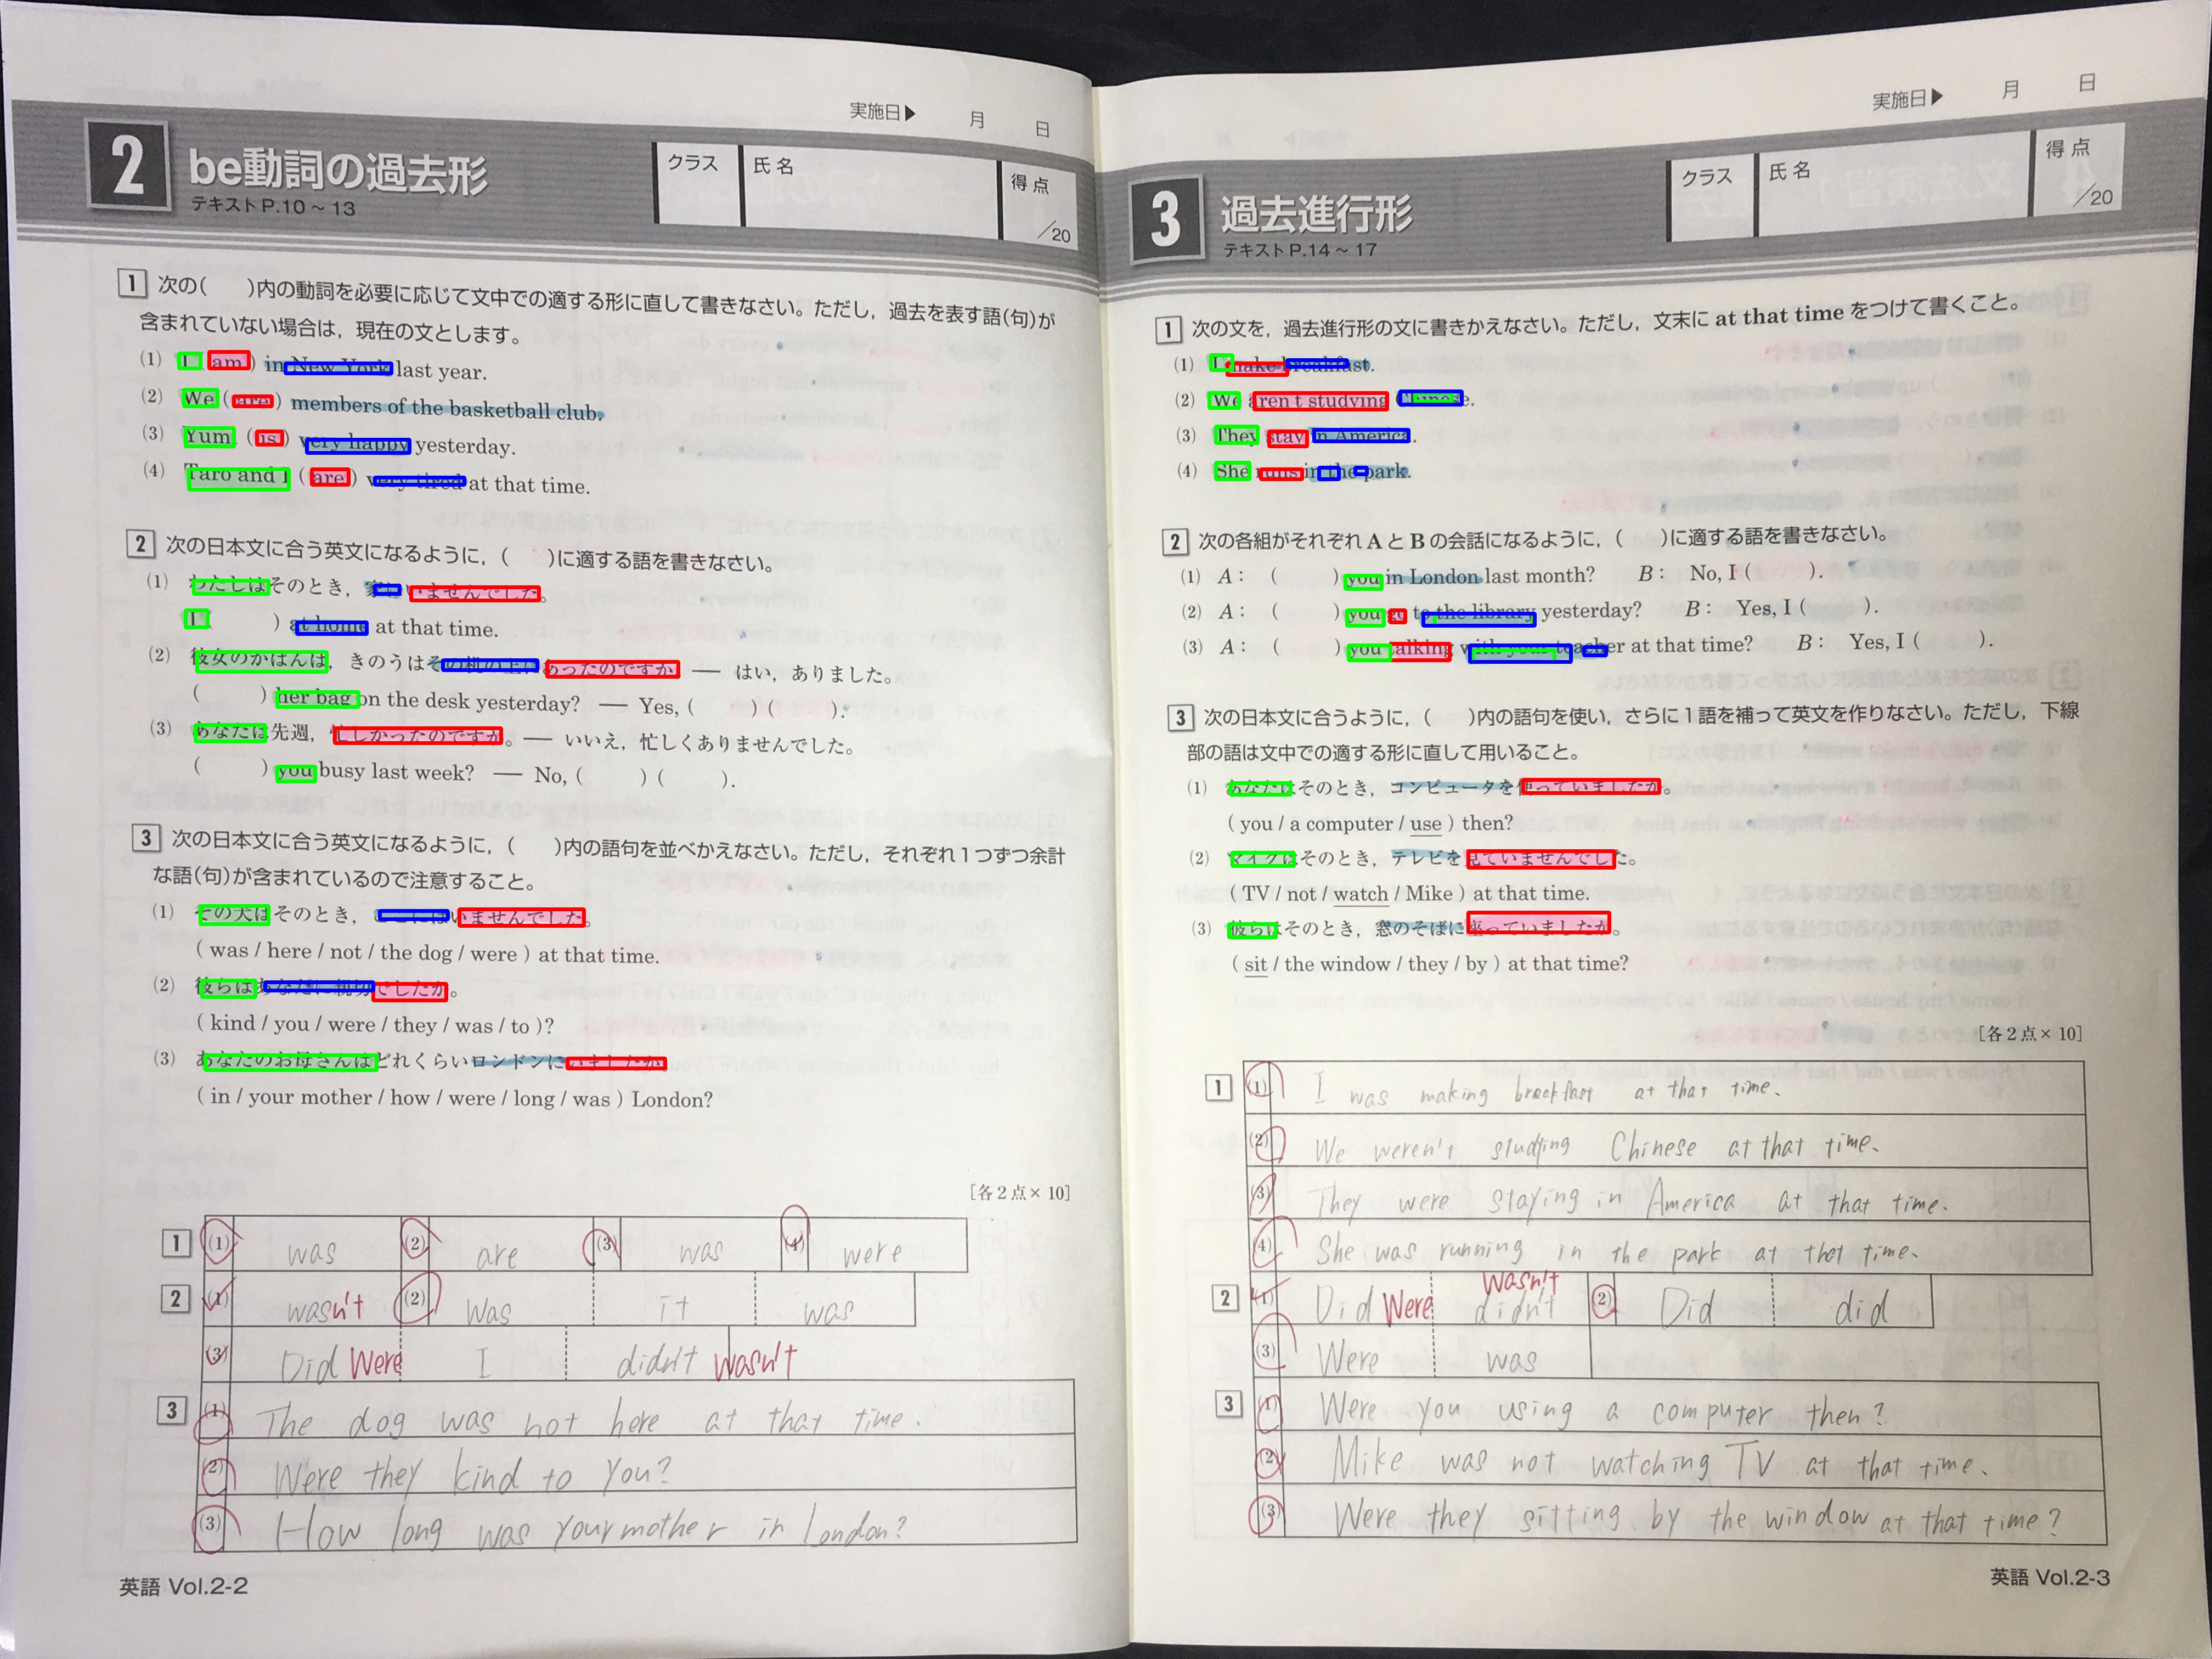 実施日▶ 月 日
2 be動詞の過去形
テキストP.10～13
クラス 氏名 得点 /20
1 次の( )内の動詞を必要に応じて文中での適する形に直して書きなさい。ただし，過去を表す語(句)が
含まれていない場合は，現在の文とします。
(1) I (am) in New York last year.
(2) We (are) members of the basketball club.
(3) Yumi (is) very happy yesterday.
(4) Taro and I (are) very tired at that time.
2 次の日本文に合う英文になるように，( )に適する語を書きなさい。
(1) わたしはそのとき，家にいませんでした。
I ( ) at home at that time.
(2) 彼女のかばんは，きのうはその机の上にあったのですか。 — はい，ありました。
( ) her bag on the desk yesterday? — Yes, ( ) ( ).
(3) あなたは先週，忙しかったのですか。— いいえ，忙しくありませんでした。
( ) you busy last week? — No, ( ) ( ).
3 次の日本文に合う英文になるように，( )内の語句を並べかえなさい。ただし，それぞれ1つずつ余計
な語(句)が含まれているので注意すること。
(1) その犬はそのとき，ここにはいませんでした。
( was / here / not / the dog / were ) at that time.
(2) 彼らはあなたに親切でしたか。
( kind / you / were / they / was / to )?
(3) あなたのお母さんはどれくらいロンドンにいましたか。
( in / your mother / how / were / long / was ) London?
[各2点×10]
1 (1) was (2) are (3) was (4) were
2 (1) wasn't (2) Was it was
(3) Did Were I didn't wasn't
3 (1) The dog was not here at that time.
(2) Were they kind to you?
(3) How long was your mother in London?
英語 Vol.2-2
実施日▶ 月 日
3 過去進行形
テキストP.14～17
クラス 氏名 得点 /20
1 次の文を，過去進行形の文に書きかえなさい。ただし，文末に at that time をつけて書くこと。
(1) I make breakfast.
(2) We aren't studying Chinese.
(3) They stay in America.
(4) She runs in the park.
2 次の各組がそれぞれ A と B の会話になるように，( )に適する語を書きなさい。
(1) A： ( ) you in London last month? B： No, I ( ).
(2) A： ( ) you go to the library yesterday? B： Yes, I ( ).
(3) A： ( ) you talking with your teacher at that time? B： Yes, I ( ).
3 次の日本文に合うように，( )内の語句を使い，さらに1語を補って英文を作りなさい。ただし，下線
部の語は文中での適する形に直して用いること。
(1) あなたはそのとき，コンピュータを使っていましたか。
( you / a computer / use ) then?
(2) マイクはそのとき，テレビを見ていませんでした。
( TV / not / watch / Mike ) at that time.
(3) 彼らはそのとき，窓のそばに座っていましたか。
( sit / the window / they / by ) at that time?
[各2点×10]
1 (1) I was making breakfast at that time.
(2) We weren't studying Chinese at that time.
(3) They were staying in America at that time.
(4) She was running in the park at that time.
2 (1) Did Were didn't wasn't (2) Did did
(3) Were was
3 (1) Were you using a computer then?
(2) Mike was not watching TV at that time.
(3) Were they sitting by the window at that time?
英語 Vol.2-3